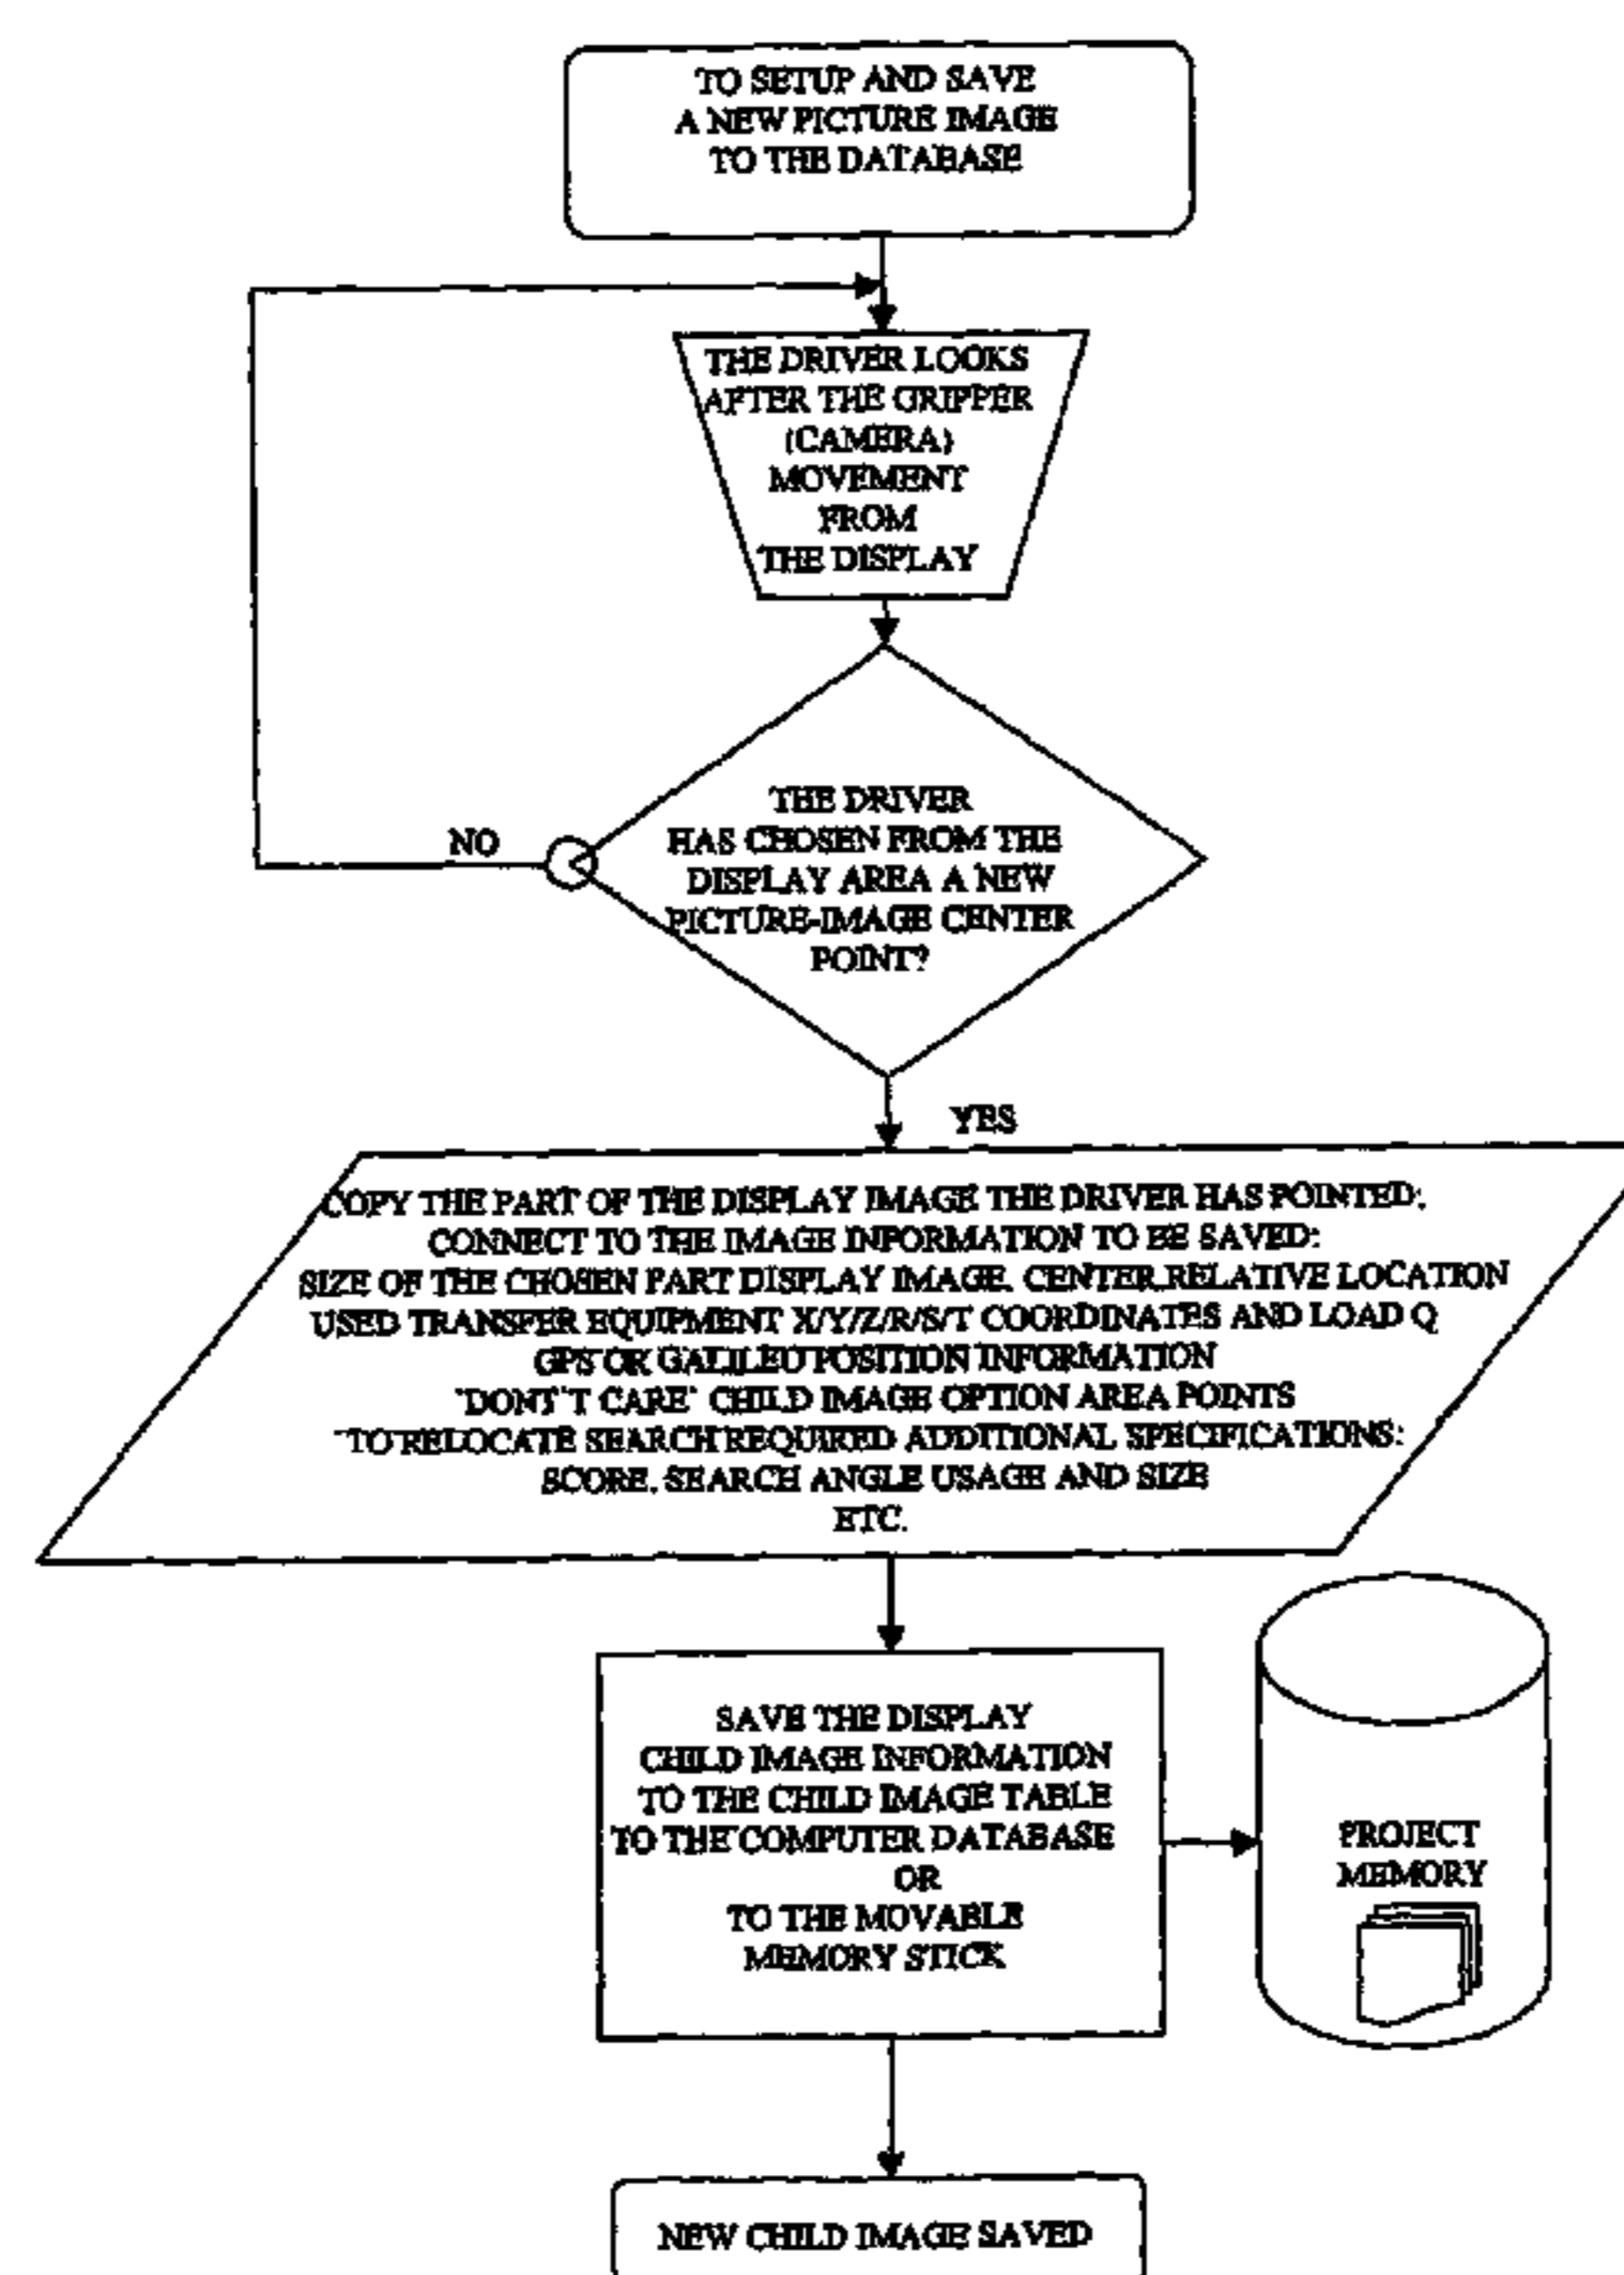 TO SETUP AND SAVE
A NEW PICTURE IMAGE
TO THE DATABASE
THE DRIVER LOOKS
AFTER THE GRIPPER
(CAMERA)
MOVEMENT
FROM
THE DISPLAY
THE DRIVER
HAS CHOSEN FROM THE
DISPLAY AREA A NEW
PICTURE-IMAGE CENTER
POINT?
NO
YES
COPY THE PART OF THE DISPLAY IMAGE THE DRIVER HAS POINTED;
CONNECT TO THE IMAGE INFORMATION TO BE SAVED:
SIZE OF THE CHOSEN PART DISPLAY IMAGE, CENTER,RELATIVE LOCATION
USED TRANSFER EQUIPMENT X/Y/Z/R/S/T COORDINATES AND LOAD Q
GPS OR GALILEO POSITION INFORMATION
"DONT´T CARE" CHILD IMAGE OPTION AREA POINTS
"TO RELOCATE SEARCH REQUIRED ADDITIONAL SPECIFICATIONS:
SCORE, SEARCH ANGLE USAGE AND SIZE
ETC.
SAVE THE DISPLAY
CHILD IMAGE INFORMATION
TO THE CHILD IMAGE TABLE
TO THE COMPUTER DATABASE
OR
TO THE MOVABLE
MEMORY STICK
PROJECT
MEMORY
NEW CHILD IMAGE SAVED